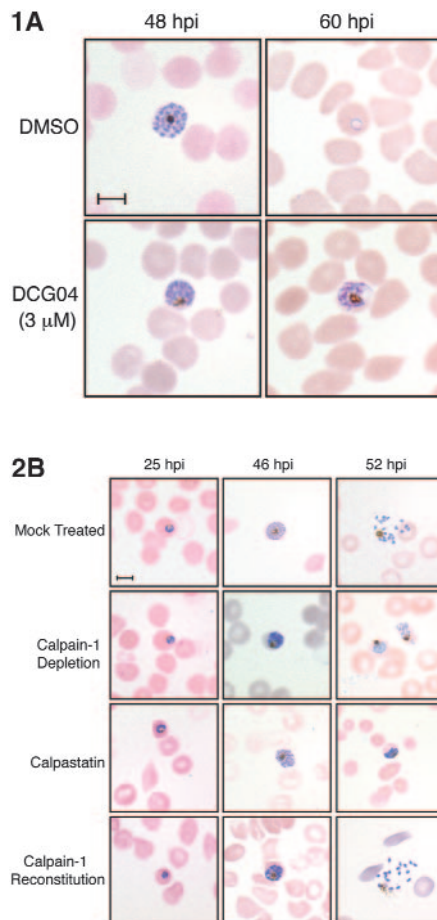 1A
48 hpi 60 hpi
DMSO
DCG04
(3 µM)
2B
25 hpi 46 hpi 52 hpi
Mock Treated
Calpain-1
Depletion
Calpastatin
Calpain-1
Reconstitution